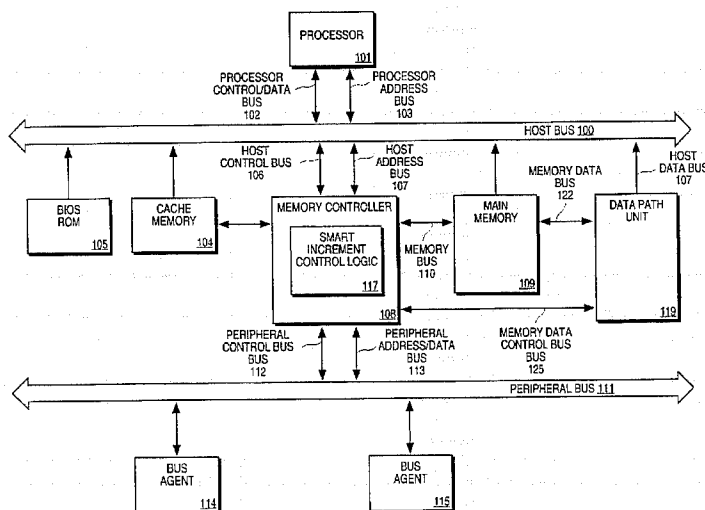 PROCESSOR
101
PROCESSOR
CONTROL/DATA
BUS
102
PROCESSOR
ADDRESS
BUS
103
HOST BUS 100
HOST
CONTROL BUS
106
HOST
ADDRESS
BUS
107
MEMORY DATA
BUS
122
HOST
DATA BUS
107
BIOS
ROM
105
CACHE
MEMORY
104
MEMORY CONTROLLER
SMART
INCREMENT
CONTROL LOGIC
117
108
MEMORY
BUS
110
MAIN
MEMORY
109
DATA PATH
UNIT
119
PERIPHERAL
CONTROL BUS
BUS
112
PERIPHERAL
ADDRESS/DATA
BUS
113
MEMORY DATA
CONTROL BUS
BUS
125
PERIPHERAL BUS 111
BUS
AGENT
114
BUS
AGENT
115